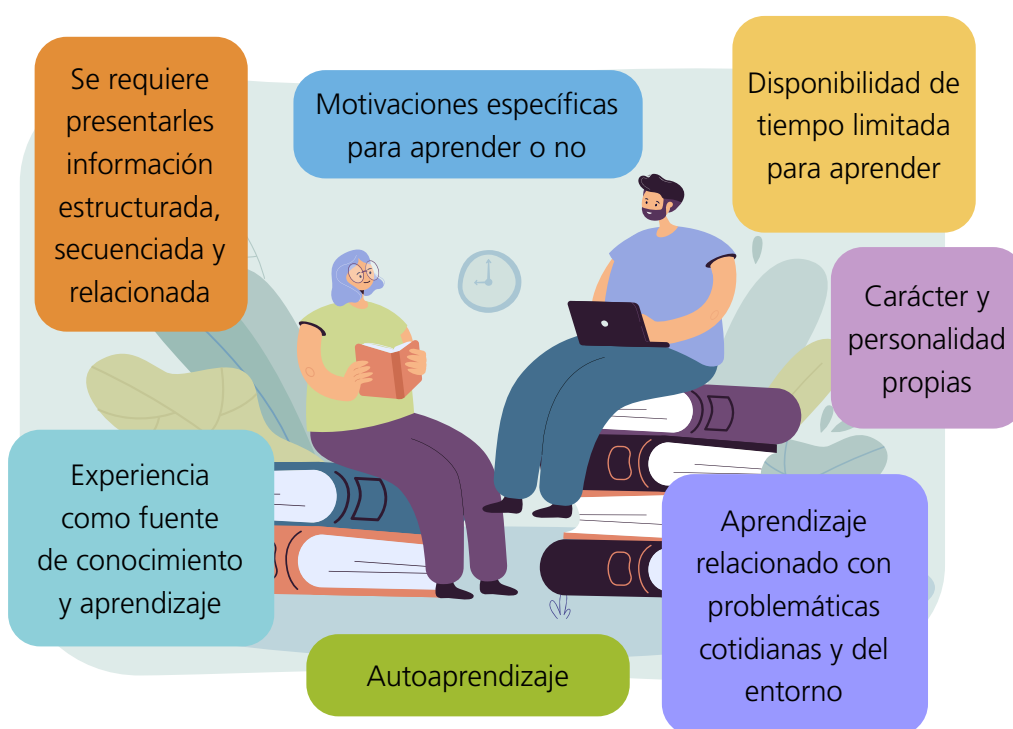 Se requiere
presentarles
información
estructurada,
secuenciada y
relacionada
Motivaciones específicas
para aprender o no
Disponibilidad de
tiempo limitada
para aprender
Carácter y
personalidad
propias
Experiencia
como fuente
de conocimiento
y aprendizaje
Aprendizaje
relacionado con
problemáticas
cotidianas y del
entorno
Autoaprendizaje